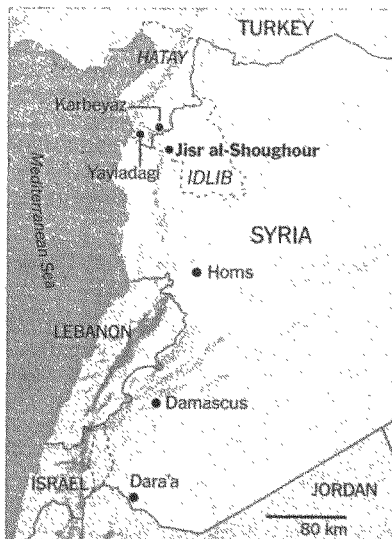 TURKEY
HATAY
Karbeyaz
Jisr al-Shoughour
Yayladagi
IDLIB
Mediterranean Sea
SYRIA
Homs
LEBANON
Damascus
ISRAEL
Dara'a
JORDAN
80 km